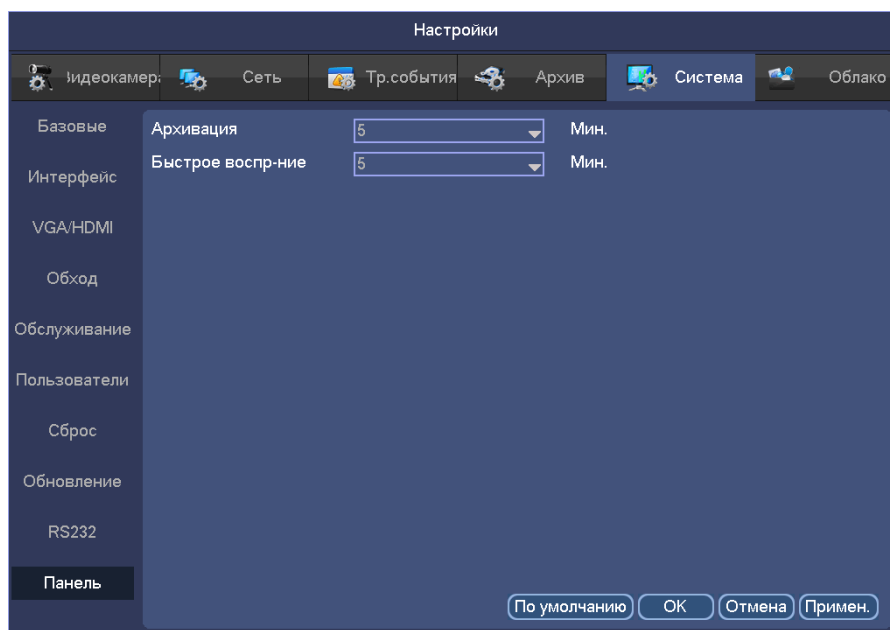 Настройки
Видеокамера Сеть Тр.события Архив Система Облако
Базовые
Интерфейс
VGA/HDMI
Обход
Обслуживание
Пользователи
Сброс
Обновление
RS232
Панель
Архивация 5 Мин.
Быстрое воспр-ние 5 Мин.
По умолчанию OK Отмена Примен.